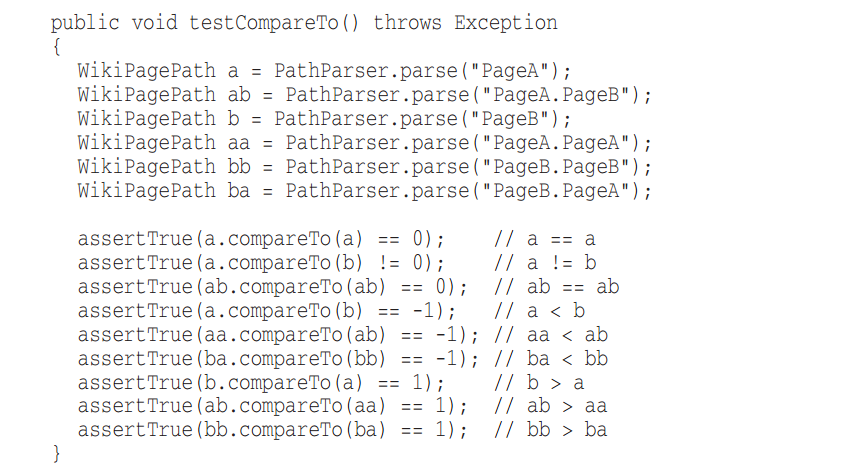 public void testCompareTo() throws Exception
{
WikiPagePath a = PathParser.parse("PageA");
WikiPagePath ab = PathParser.parse("PageA.PageB");
WikiPagePath b = PathParser.parse("PageB");
WikiPagePath aa = PathParser.parse("PageA.PageA");
WikiPagePath bb = PathParser.parse("PageB.PageB");
WikiPagePath ba = PathParser.parse("PageB.PageA");
assertTrue(a.compareTo(a) == 0); // a == a
assertTrue(a.compareTo(b) != 0); // a != b
assertTrue(ab.compareTo(ab) == 0); // ab == ab
assertTrue(a.compareTo(b) == -1); // a < b
assertTrue(aa.compareTo(ab) == -1); // aa < ab
assertTrue(ba.compareTo(bb) == -1); // ba < bb
assertTrue(b.compareTo(a) == 1); // b > a
assertTrue(ab.compareTo(aa) == 1); // ab > aa
assertTrue(bb.compareTo(ba) == 1); // bb > ba
}